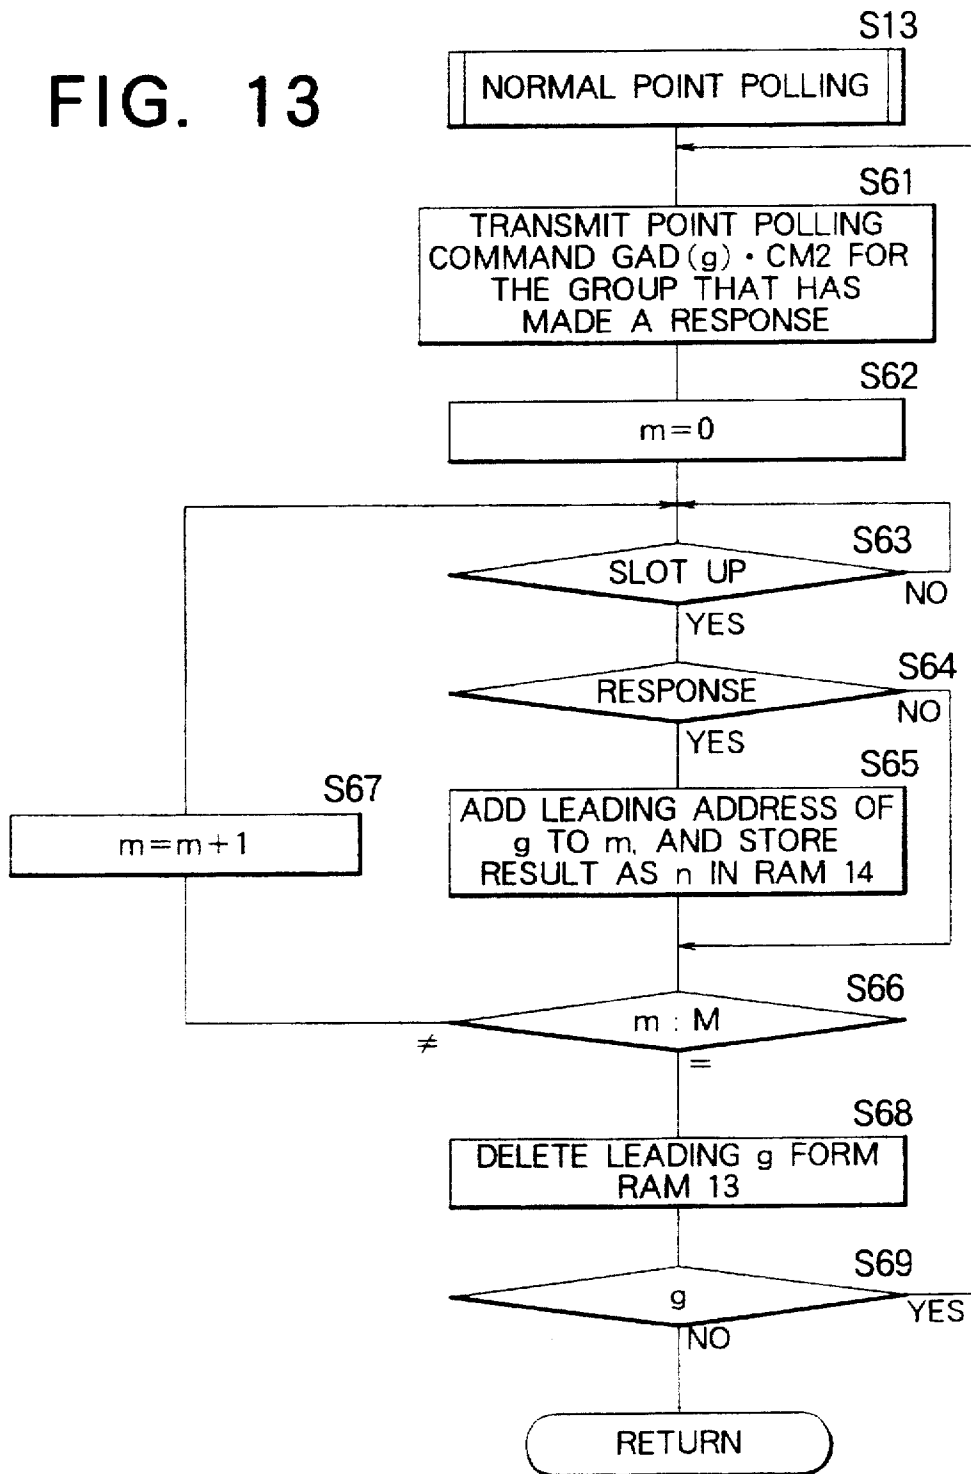 FIG. 13
S13
NORMAL POINT POLLING
S61
TRANSMIT POINT POLLING
COMMAND GAD(g)・CM2 FOR
THE GROUP THAT HAS
MADE A RESPONSE
S62
m=0
S63
SLOT UP
NO
YES
S64
RESPONSE
NO
YES
S65
ADD LEADING ADDRESS OF
g TO m, AND STORE
RESULT AS n IN RAM 14
S67
m=m+1
S66
m : M
≠
=
S68
DELETE LEADING g FORM
RAM 13
S69
g
YES
NO
RETURN